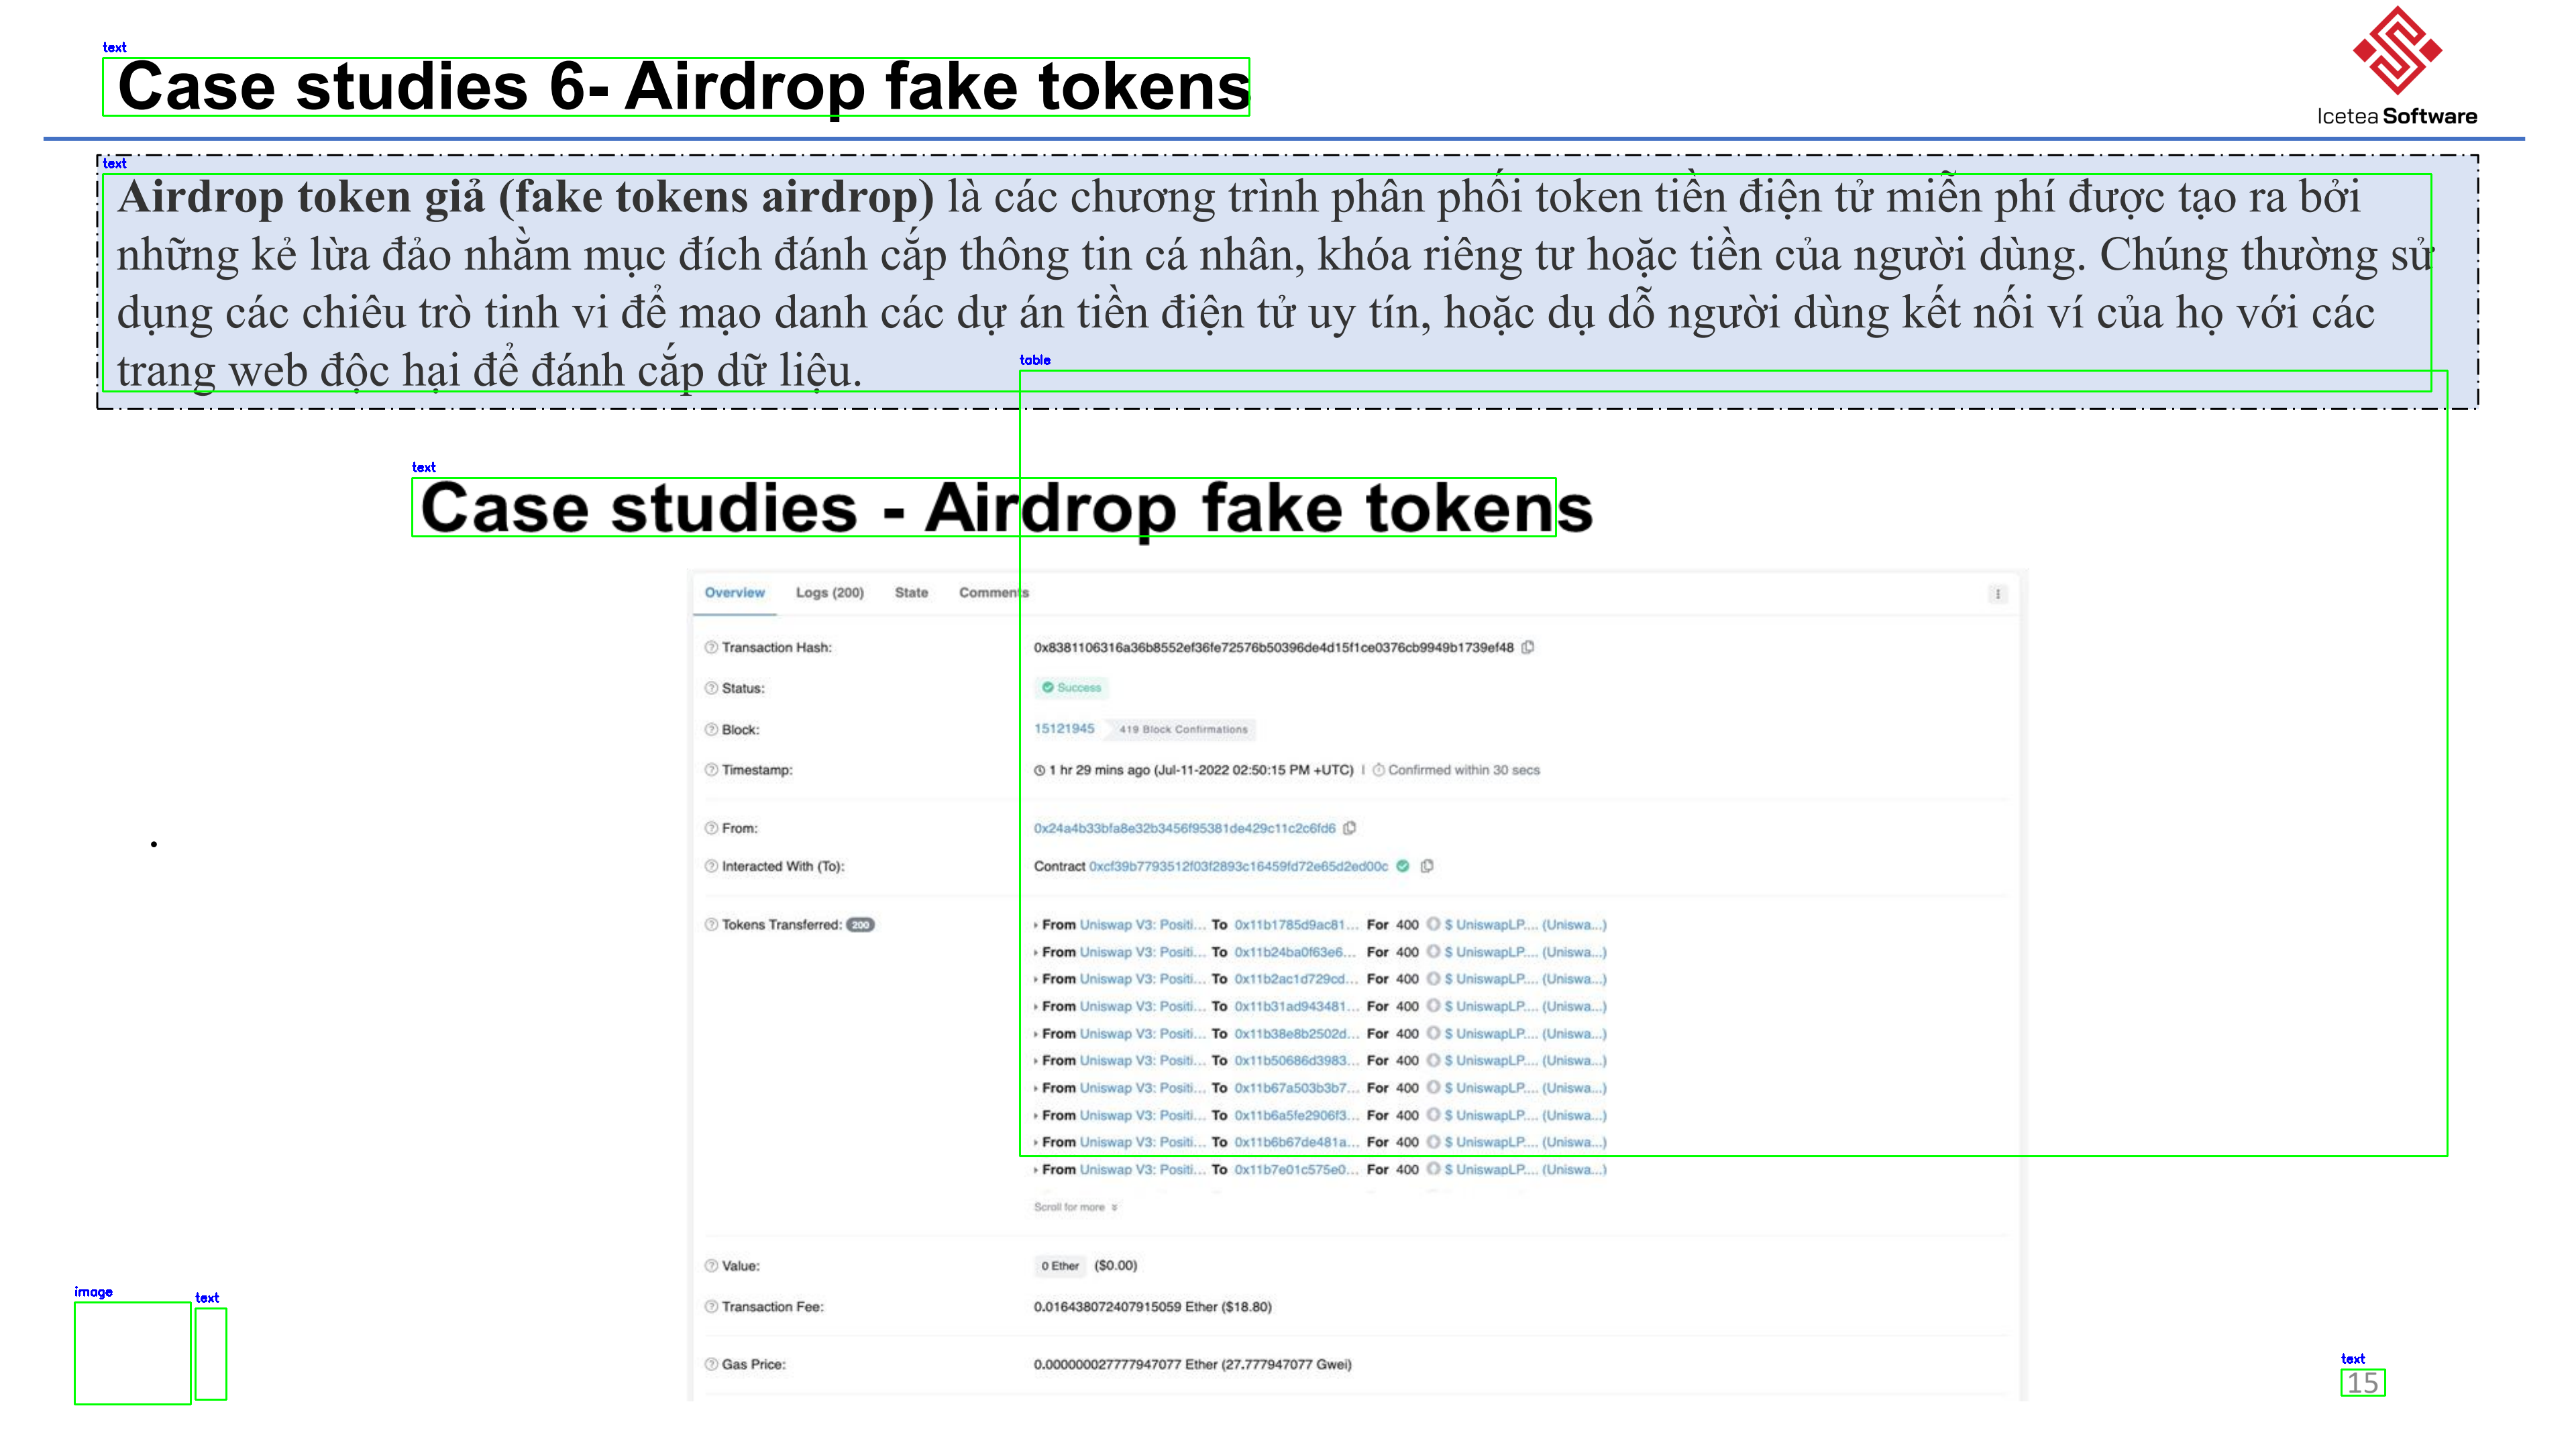 text
Case studies 6- Airdrop fake tokens
Icetea Software
text
Airdrop token giả (fake tokens airdrop) là các chương trình phân phối token tiền điện tử miễn phí được tạo ra bởi
những kẻ lừa đảo nhằm mục đích đánh cắp thông tin cá nhân, khóa riêng tư hoặc tiền của người dùng. Chúng thường sử
dụng các chiêu trò tinh vi để mạo danh các dự án tiền điện tử uy tín, hoặc dụ dỗ người dùng kết nối ví của họ với các
trang web độc hại để đánh cắp dữ liệu.
table
text
Case studies - Airdrop fake tokens
Overview Logs (200) State Comments
Transaction Hash: 0x8381106316a36b8552ef36fe72576b50396de4d15f1ce0376cb9949b1739ef48
Status: Success
Block: 15121945 419 Block Confirmations
Timestamp: 1 hr 29 mins ago (Jul-11-2022 02:50:15 PM +UTC) | Confirmed within 30 secs
From: 0x24a4b33bfa8e32b3456f95381de429c11c2c6fd6
Interacted With (To): Contract 0xcf39b7793512f03f2893c16459fd72e65d2ed00c
Tokens Transferred: 200 From Uniswap V3: Positi... To 0x11b1785d9ac81... For 400 $ UniswapLP.... (Uniswa...)
From Uniswap V3: Positi... To 0x11b24ba0f63e6... For 400 $ UniswapLP.... (Uniswa...)
From Uniswap V3: Positi... To 0x11b2ac1d729cd... For 400 $ UniswapLP.... (Uniswa...)
From Uniswap V3: Positi... To 0x11b31ad943481... For 400 $ UniswapLP.... (Uniswa...)
From Uniswap V3: Positi... To 0x11b38e8b2502d... For 400 $ UniswapLP.... (Uniswa...)
From Uniswap V3: Positi... To 0x11b50686d3983... For 400 $ UniswapLP.... (Uniswa...)
From Uniswap V3: Positi... To 0x11b67a503b3b7... For 400 $ UniswapLP.... (Uniswa...)
From Uniswap V3: Positi... To 0x11b6a5fe2906f3... For 400 $ UniswapLP.... (Uniswa...)
From Uniswap V3: Positi... To 0x11b6b67de481a... For 400 $ UniswapLP.... (Uniswa...)
From Uniswap V3: Positi... To 0x11b7e01c575e0... For 400 $ UniswapLP.... (Uniswa...)
Scroll for more
Value: 0 Ether ($0.00)
Transaction Fee: 0.016438072407915059 Ether ($18.80)
Gas Price: 0.000000027777947077 Ether (27.777947077 Gwei)
image
text
text
15